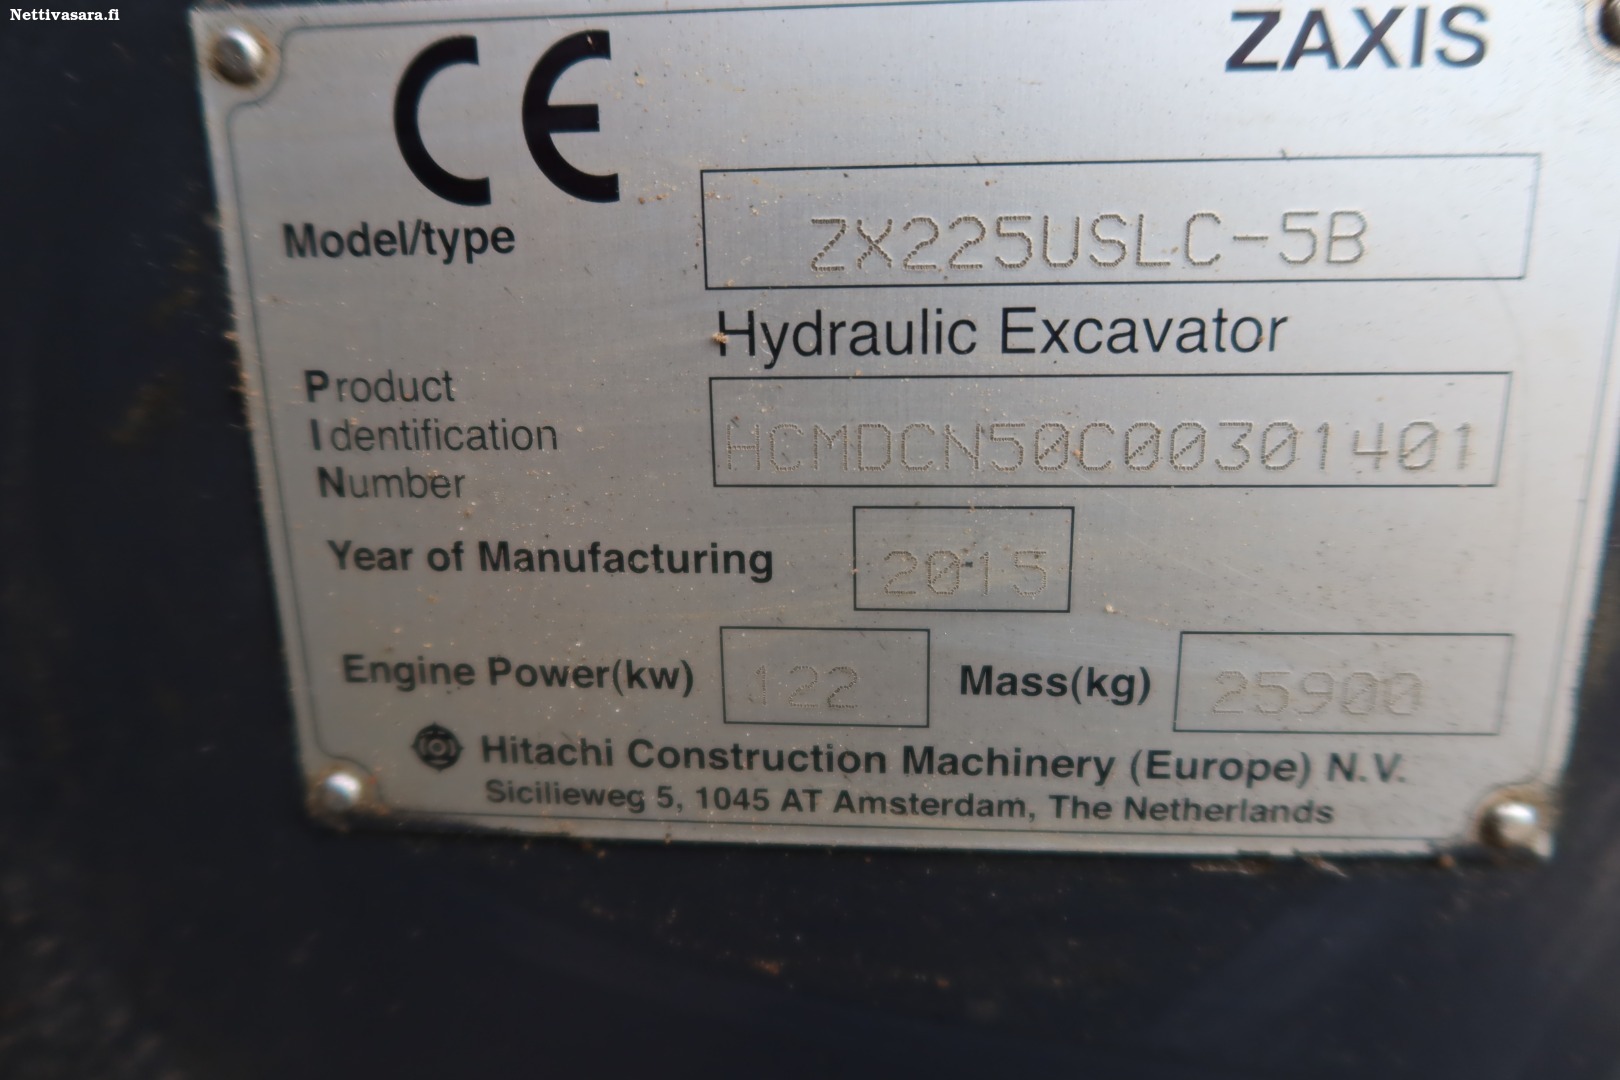 Nettivasara.fi
CE
ZAXIS
Model/type ZX225USLC-5B
Hydraulic Excavator
Product
Identification HCMDCN50C00301401
Number
Year of Manufacturing 2015
Engine Power(kw) 122 Mass(kg) 25900
Hitachi Construction Machinery (Europe) N.V.
Sicilieweg 5, 1045 AT Amsterdam, The Netherlands